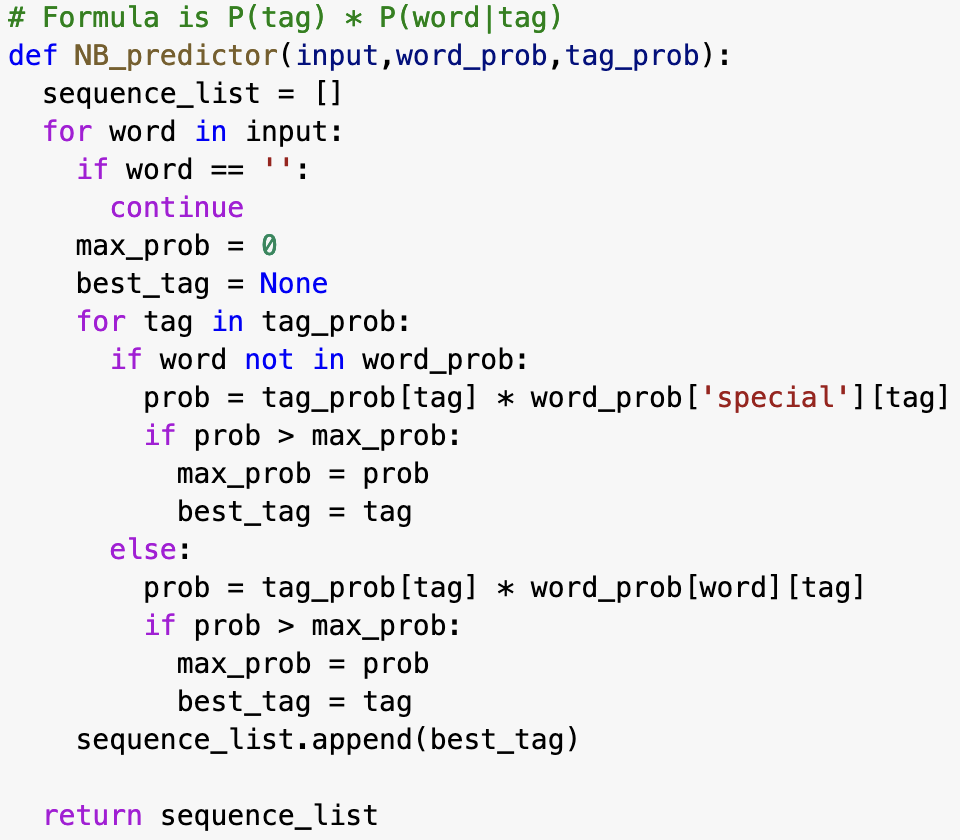 # Formula is P(tag) * P(word|tag)
def NB_predictor(input,word_prob,tag_prob):
  sequence_list = []
  for word in input:
    if word == '':
      continue
    max_prob = 0
    best_tag = None
    for tag in tag_prob:
      if word not in word_prob:
        prob = tag_prob[tag] * word_prob['special'][tag]
        if prob > max_prob:
          max_prob = prob
          best_tag = tag
      else:
        prob = tag_prob[tag] * word_prob[word][tag]
        if prob > max_prob:
          max_prob = prob
          best_tag = tag
    sequence_list.append(best_tag)

  return sequence_list